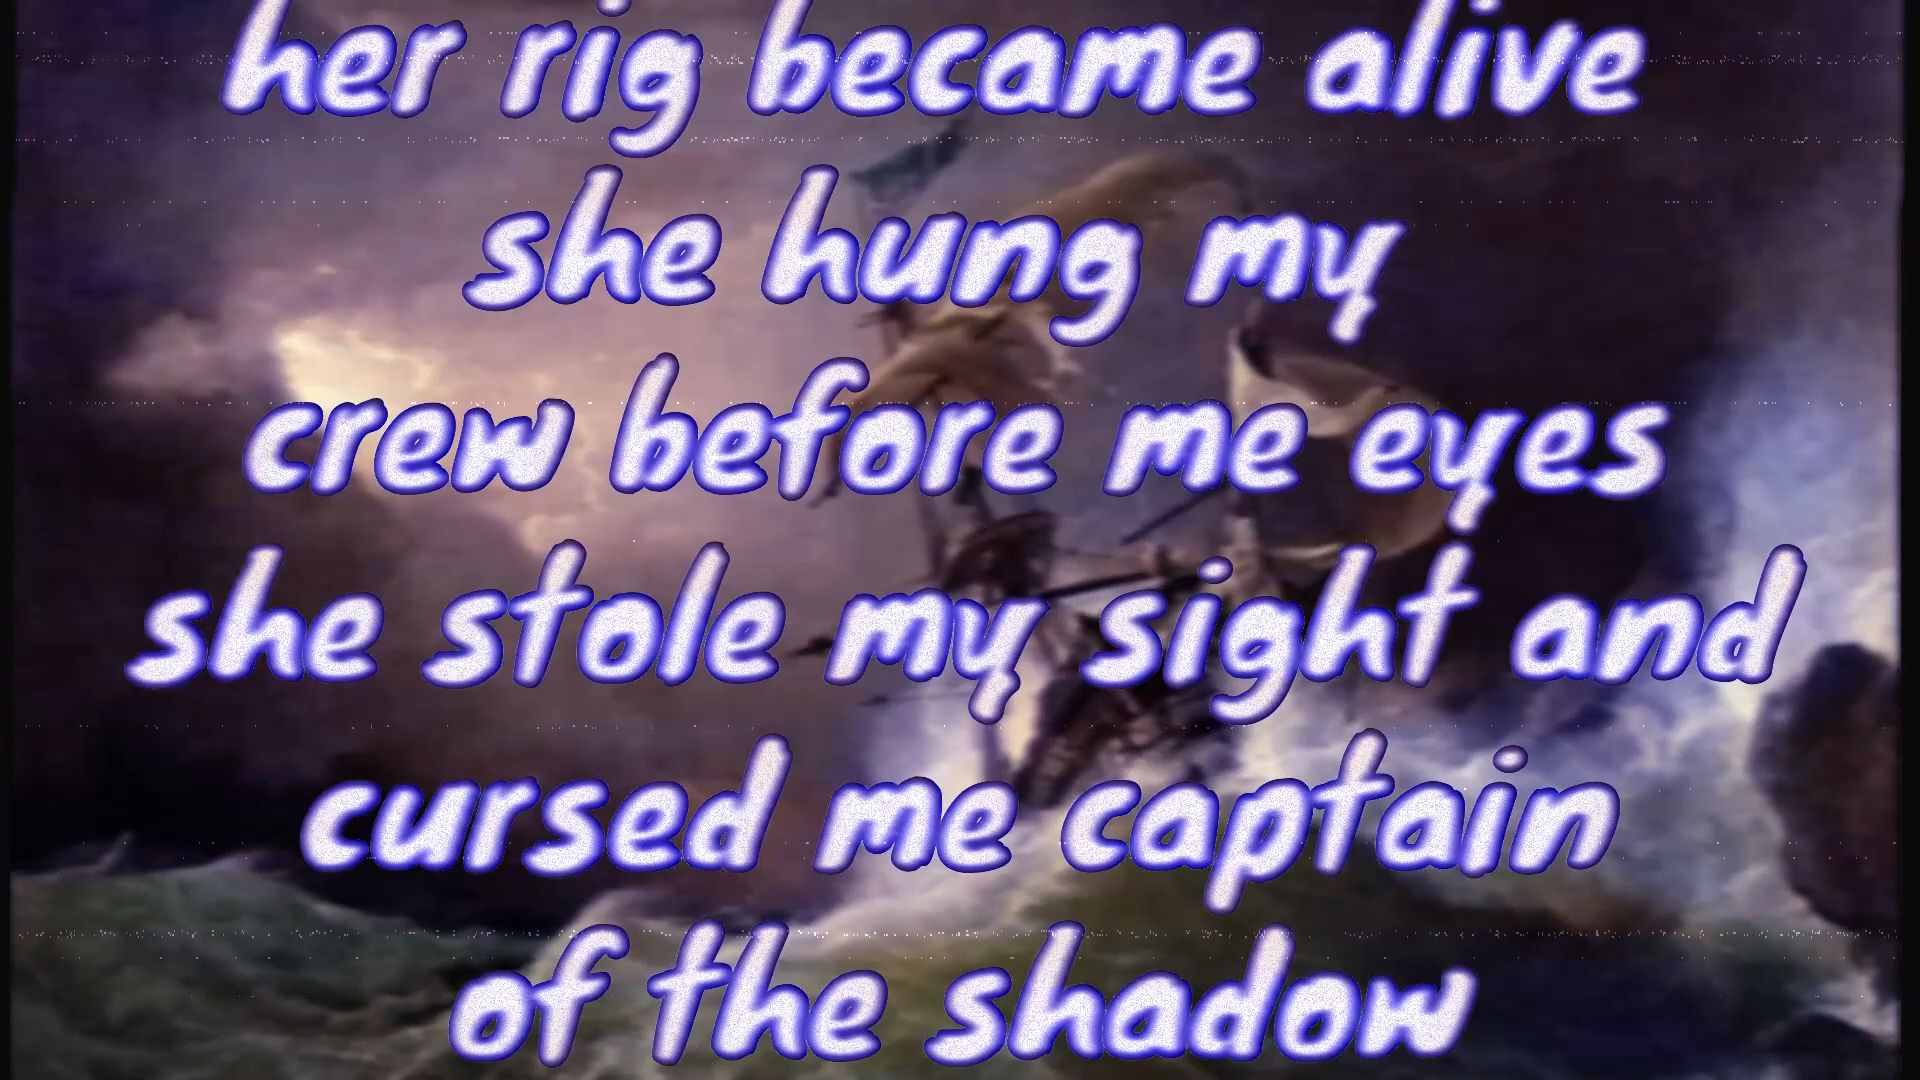 her rig became alive
she hung my
crew before me eyes
she stole my sight and
cursed me captain
of the shadow